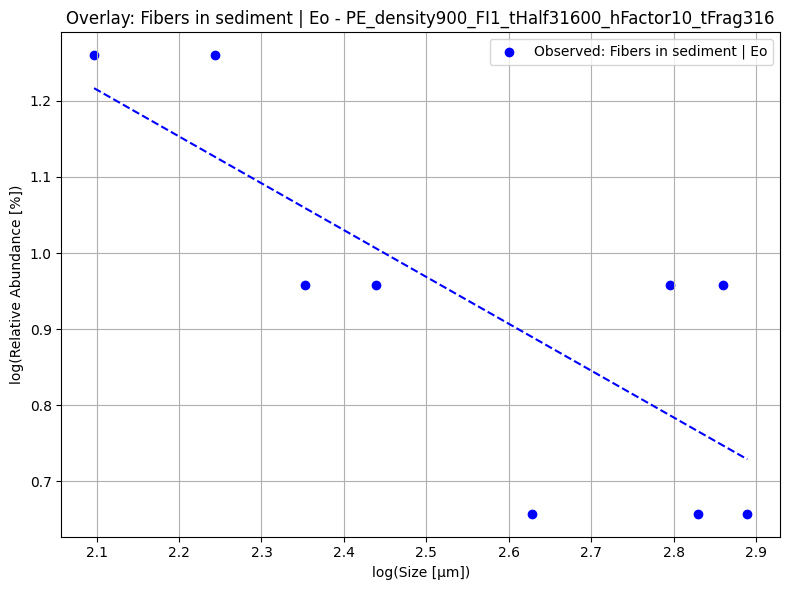 Overlay: Fibers in sediment | Eo - PE_density900_FI1_tHalf31600_hFactor10_tFrag316
Observed: Fibers in sediment | Eo
log(Relative Abundance [%])
1.2
1.1
1.0
0.9
0.8
0.7
2.1 2.2 2.3 2.4 2.5 2.6 2.7 2.8 2.9
log(Size [µm])